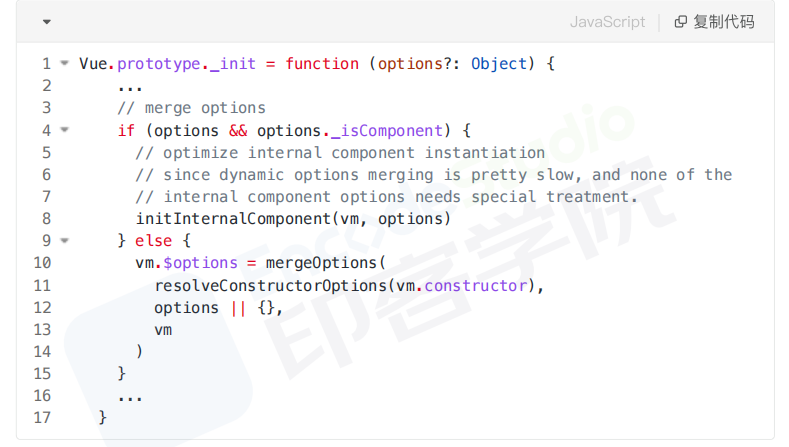 JavaScript 复制代码
1 Vue.prototype._init = function (options?: Object) {
2 ...
3 // merge options
4 if (options && options._isComponent) {
5 // optimize internal component instantiation
6 // since dynamic options merging is pretty slow, and none of the
7 // internal component options needs special treatment.
8 initInternalComponent(vm, options)
9 } else {
10 vm.$options = mergeOptions(
11 resolveConstructorOptions(vm.constructor),
12 options || {},
13 vm
14 )
15 }
16 ...
17 }
EncodeStudio
印客学院